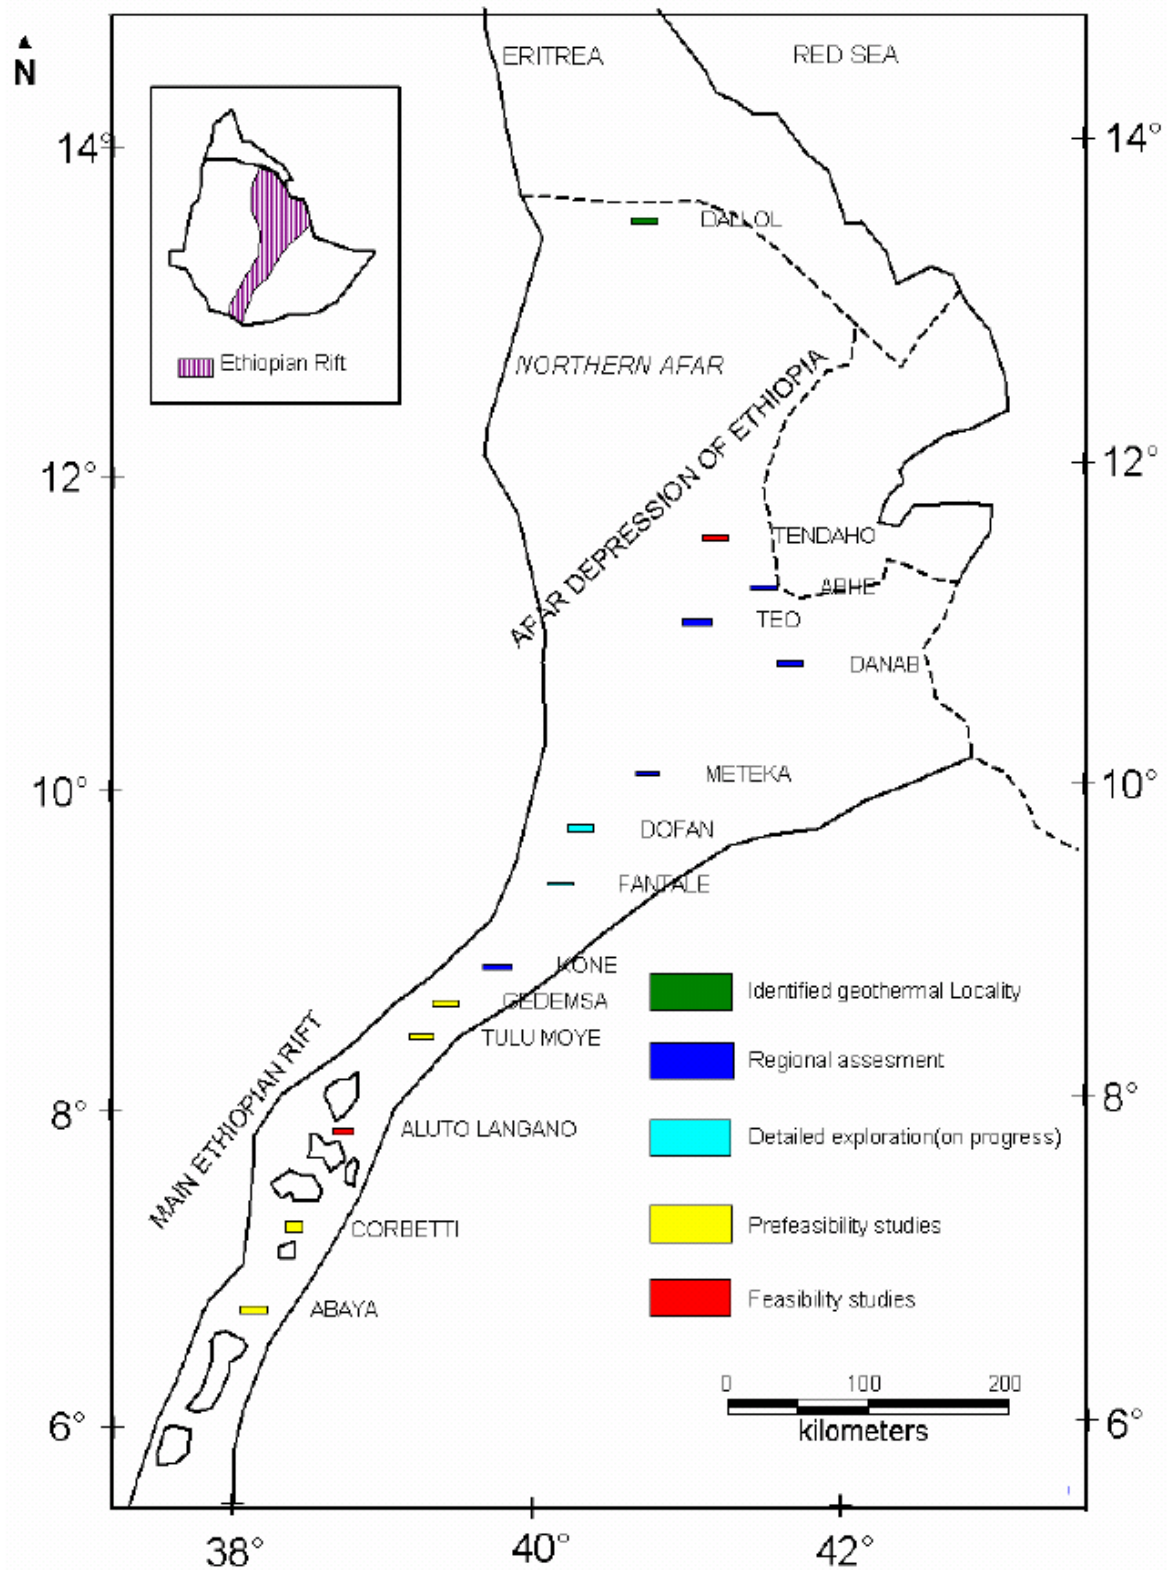 N
ERITREA
RED SEA
14°
14°
DALLOL
Ethiopian Rift
NORTHERN AFAR
AFAR DEPRESSION OF ETHIOPIA
12°
12°
TENDAHO
ABHE
TEO
DANAB
METEKA
10°
10°
DOFAN
FANTALE
KONE
GEDEMSA
TULU MOYE
MAIN ETHIOPIAN RIFT
8°
8°
ALUTO LANGANO
CORBETTI
ABAYA
Identified geothermal Locality
Regional assesment
Detailed exploration(on progress)
Prefeasibility studies
Feasibility studies
0 100 200
kilometers
6°
6°
38° 40° 42°